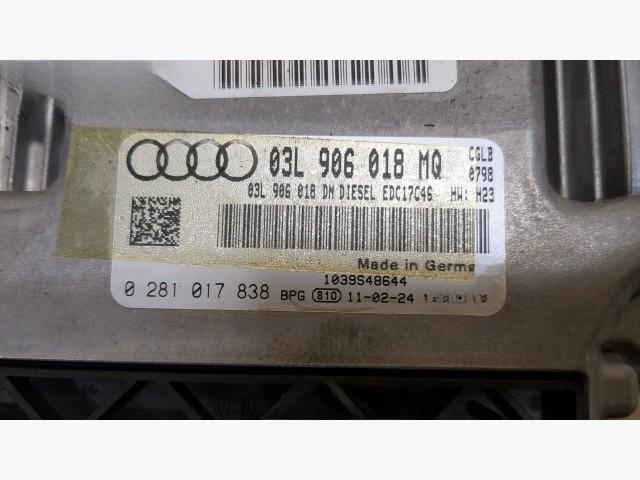 03L 906 018 MQ CGLB 0798
03L 906 018 DM DIESEL EDC17C46 HW: H23
Made in Germa
1039S48644
0 281 017 838 BPG 810 11-02-24